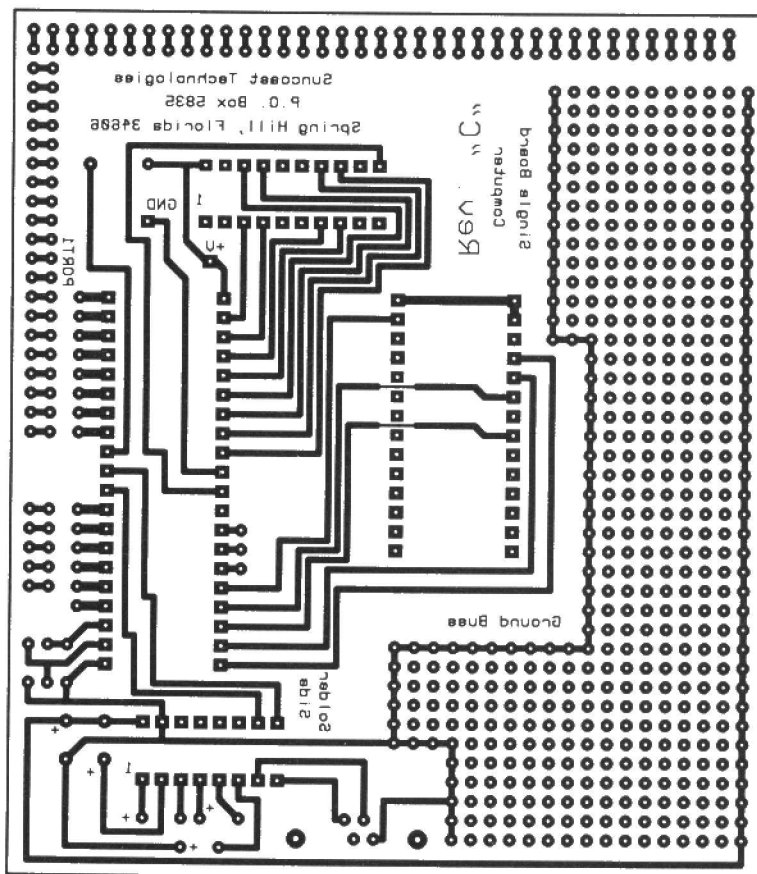 Suncoast Technologies
P.O. Box 5835
Spring Hill, Florida 34606
Rev. "C"
Computer
Single Board
GND
1
+V
PORT1
Ground Buss
Side
Solder
+
+
1
+
+